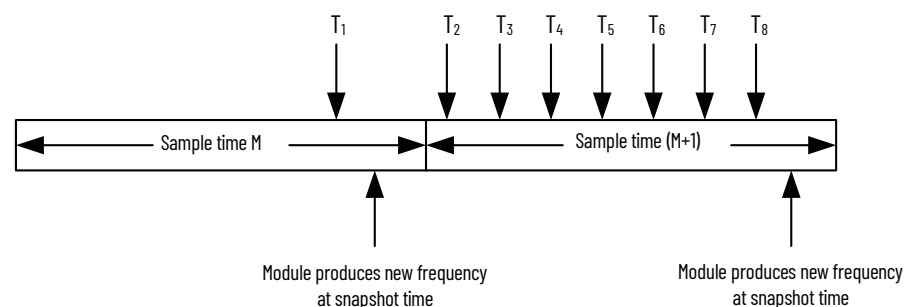 T₁ T₂ T₃ T₄ T₅ T₆ T₇ T₈
Sample time M Sample time (M+1)
Module produces new frequency
at snapshot time
Module produces new frequency
at snapshot time